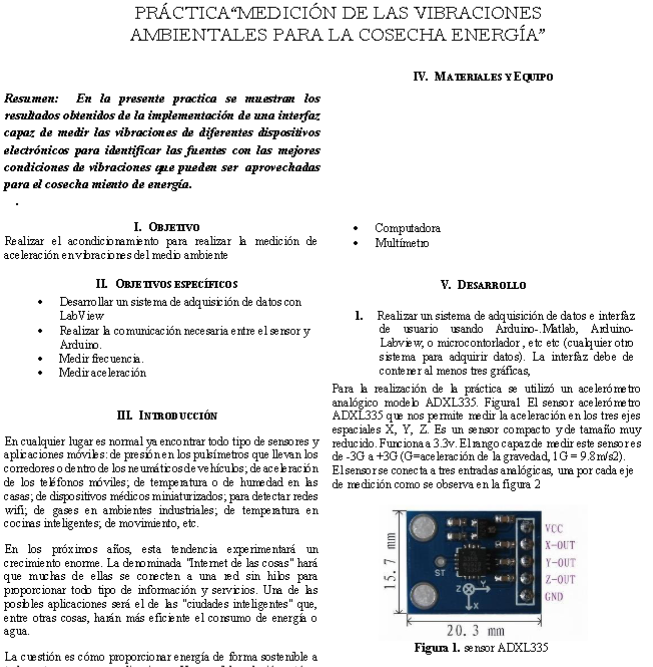 PRÁCTICA“MEDICIÓN DE LAS VIBRACIONES
AMBIENTALES PARA LA COSECHA ENERGÍA”
Resumen: En la presente practica se muestran los
resultados obtenidos de la implementación de una interfaz
capaz de medir las vibraciones de diferentes dispositivos
electrónicos para identificar las fuentes con las mejores
condiciones de vibraciones que pueden ser aprovechadas
para el cosecha miento de energía.
.
I. OBJETIVO
Realizar el acondicionamiento para realizar la medición de
aceleración en vibraciones del medio ambiente
II. OBJETIVOS ESPECÍFICOS
• Desarrollar un sistema de adquisición de datos con
LabView
• Realizar la comunicación necesaria entre el sensor y
Arduino.
• Medir frecuencia.
• Medir aceleración
III. INTRODUCCIÓN
En cualquier lugar es normal ya encontrar todo tipo de sensores y
aplicaciones móviles: de presión en los pulsímetros que llevan los
corredores o dentro de los neumáticos de vehículos; de aceleración
de los teléfonos móviles; de temperatura o de humedad en las
casas; de dispositivos médicos miniaturizados; para detectar redes
wifi; de gases en ambientes industriales; de temperatura en
cocinas inteligentes; de movimiento, etc.
En los próximos años, esta tendencia experimentará un
crecimiento enorme. La denominada "Internet de las cosas" hará
que muchas de ellas se conecten a una red sin hilos para
proporcionar todo tipo de información y servicios. Una de las
posibles aplicaciones será el de las "ciudades inteligentes" que,
entre otras cosas, harán más eficiente el consumo de energía o
agua.
La cuestión es cómo proporcionar energía de forma sostenible a
IV. MATERIALES Y EQUIPO
• Computadora
• Multímetro
V. DESARROLLO
1. Realizar un sistema de adquisición de datos e interfaz
de usuario usando Arduino-.Matlab, Arduino-
Labview, o microcontorlador , etc etc (cualquier otro
sistema para adquirir datos). La interfaz debe de
contener al menos tres gráficas,
Para la realización de la práctica se utilizó un acelerómetro
analógico modelo ADXL335. Figura1 El sensor acelerómetro
ADXL335 que nos permite medir la aceleración en los tres ejes
espaciales X, Y, Z. Es un sensor compacto y de tamaño muy
reducido. Funciona a 3.3v. El rango capaz de medir este sensor es
de -3G a +3G (G=aceleración de la gravedad, 1G = 9.8m/s2).
El sensor se conecta a tres entradas analógicas, una por cada eje
de medición como se observa en la figura 2
15.7 mm
ST
Z Y
X
VCC
X-OUT
Y-OUT
Z-OUT
GND
20.3 mm
Figura 1. sensor ADXL335